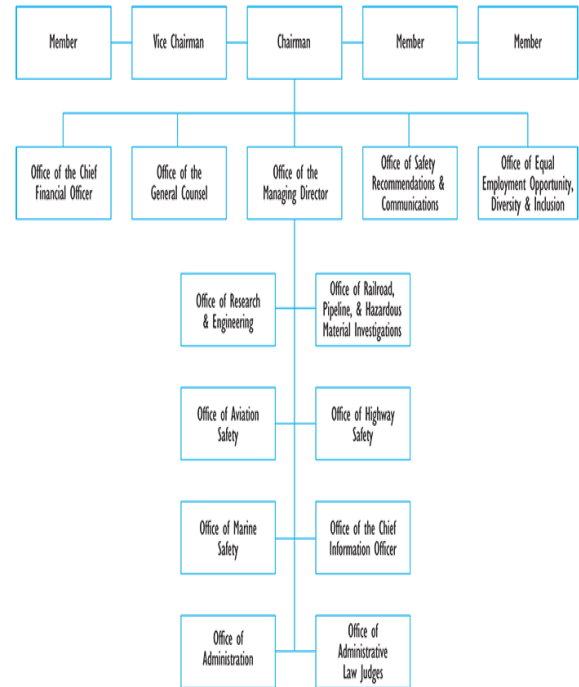 Member
Vice Chairman
Chairman
Member
Member
Office of the Chief
Financial Officer
Office of the
General Counsel
Office of the
Managing Director
Office of Safety
Recommendations &
Communications
Office of Equal
Employment Opportunity,
Diversity & Inclusion
Office of Research
& Engineering
Office of Railroad,
Pipeline, & Hazardous
Material Investigations
Office of Aviation
Safety
Office of Highway
Safety
Office of Marine
Safety
Office of the Chief
Information Officer
Office of
Administration
Office of
Administrative
Law Judges